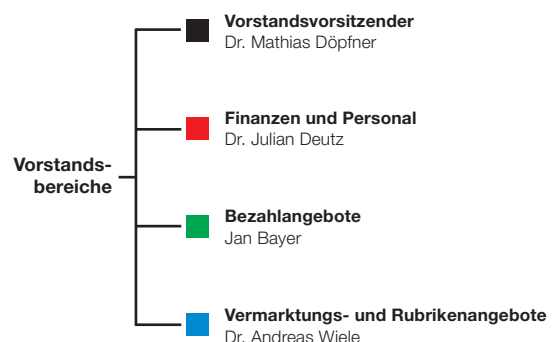 Vorstandsvorsitzender
Dr. Mathias Döpfner
Finanzen und Personal
Dr. Julian Deutz
Vorstands-
bereiche
Bezahlangebote
Jan Bayer
Vermarktungs- und Rubrikenangebote
Dr. Andreas Wiele